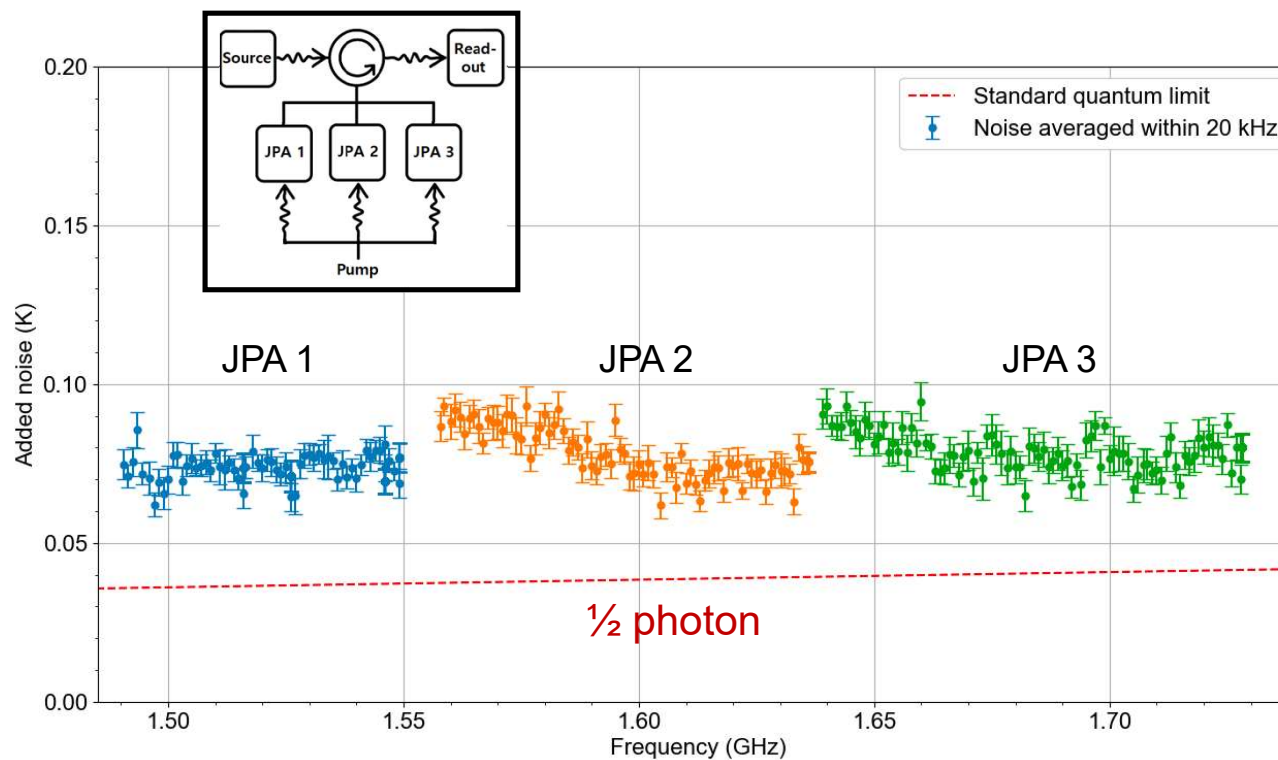 Source
Read-
out
JPA 1
JPA 2
JPA 3
Pump
Standard quantum limit
Noise averaged within 20 kHz
0.20
0.15
0.10
0.05
0.00
Added noise (K)
JPA 1
JPA 2
JPA 3
½ photon
1.50
1.55
1.60
1.65
1.70
Frequency (GHz)